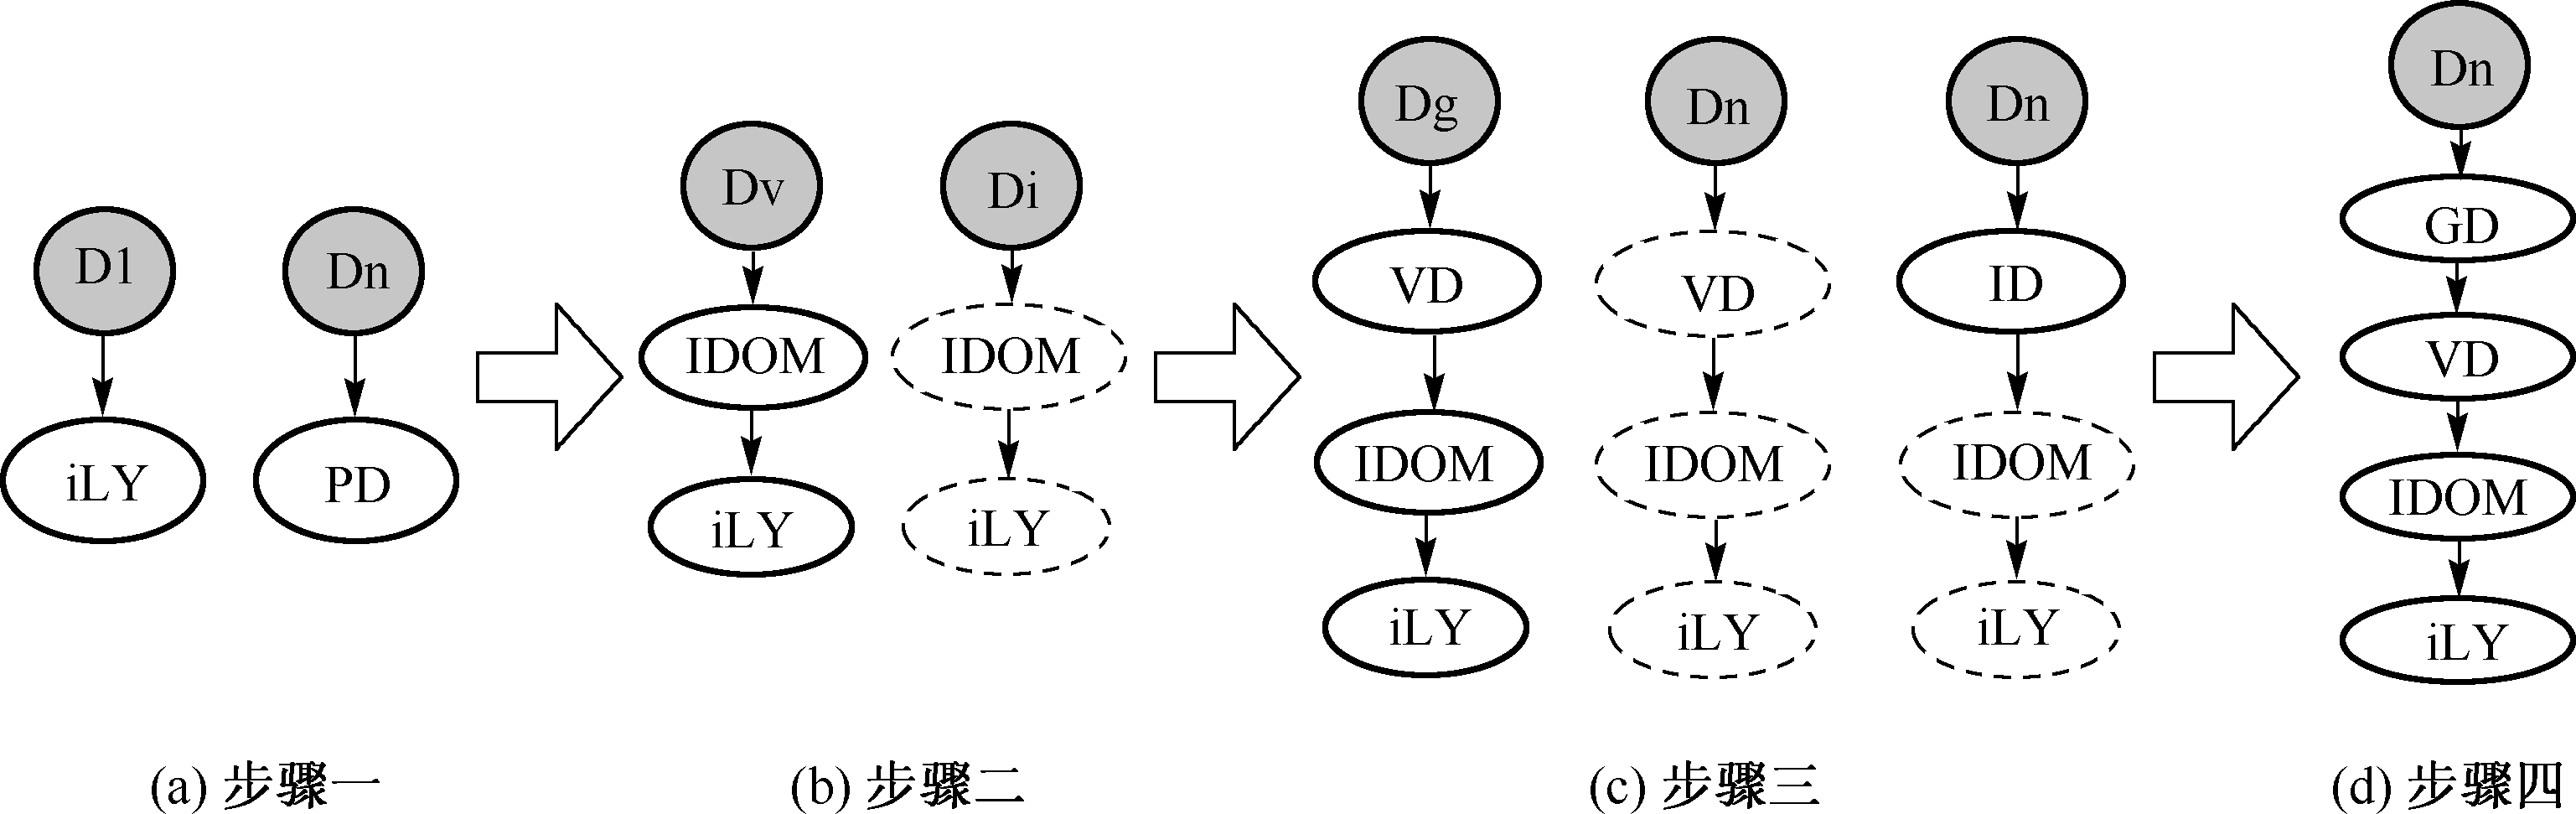 D1
iLY
Dn
PD
(a) 步骤一
Dv
IDOM
iLY
Di
IDOM
iLY
(b) 步骤二
Dg
VD
IDOM
iLY
Dn
VD
IDOM
iLY
Dn
ID
IDOM
iLY
(c) 步骤三
Dn
GD
VD
IDOM
iLY
(d) 步骤四